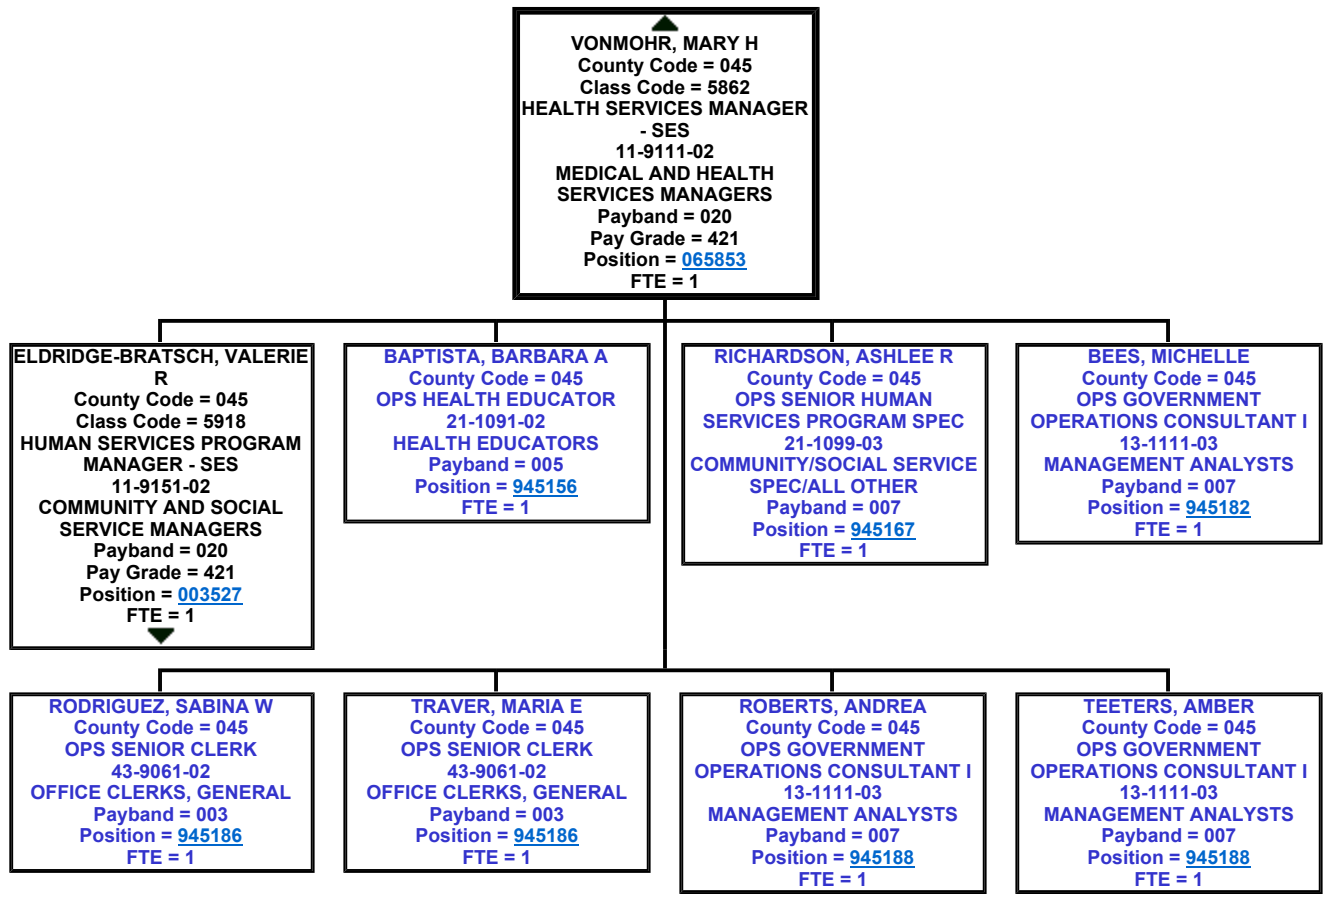 VONMOHR, MARY H
County Code = 045
Class Code = 5862
HEALTH SERVICES MANAGER
- SES
11-9111-02
MEDICAL AND HEALTH
SERVICES MANAGERS
Payband = 020
Pay Grade = 421
Position = 065853
FTE = 1
ELDRIDGE-BRATSCH, VALERIE
R
County Code = 045
Class Code = 5918
HUMAN SERVICES PROGRAM
MANAGER - SES
11-9151-02
COMMUNITY AND SOCIAL
SERVICE MANAGERS
Payband = 020
Pay Grade = 421
Position = 003527
FTE = 1
BAPTISTA, BARBARA A
County Code = 045
OPS HEALTH EDUCATOR
21-1091-02
HEALTH EDUCATORS
Payband = 005
Position = 945156
FTE = 1
RICHARDSON, ASHLEE R
County Code = 045
OPS SENIOR HUMAN
SERVICES PROGRAM SPEC
21-1099-03
COMMUNITY/SOCIAL SERVICE
SPEC/ALL OTHER
Payband = 007
Position = 945167
FTE = 1
BEES, MICHELLE
County Code = 045
OPS GOVERNMENT
OPERATIONS CONSULTANT I
13-1111-03
MANAGEMENT ANALYSTS
Payband = 007
Position = 945182
FTE = 1
RODRIGUEZ, SABINA W
County Code = 045
OPS SENIOR CLERK
43-9061-02
OFFICE CLERKS, GENERAL
Payband = 003
Position = 945186
FTE = 1
TRAVER, MARIA E
County Code = 045
OPS SENIOR CLERK
43-9061-02
OFFICE CLERKS, GENERAL
Payband = 003
Position = 945186
FTE = 1
ROBERTS, ANDREA
County Code = 045
OPS GOVERNMENT
OPERATIONS CONSULTANT I
13-1111-03
MANAGEMENT ANALYSTS
Payband = 007
Position = 945188
FTE = 1
TEETERS, AMBER
County Code = 045
OPS GOVERNMENT
OPERATIONS CONSULTANT I
13-1111-03
MANAGEMENT ANALYSTS
Payband = 007
Position = 945188
FTE = 1